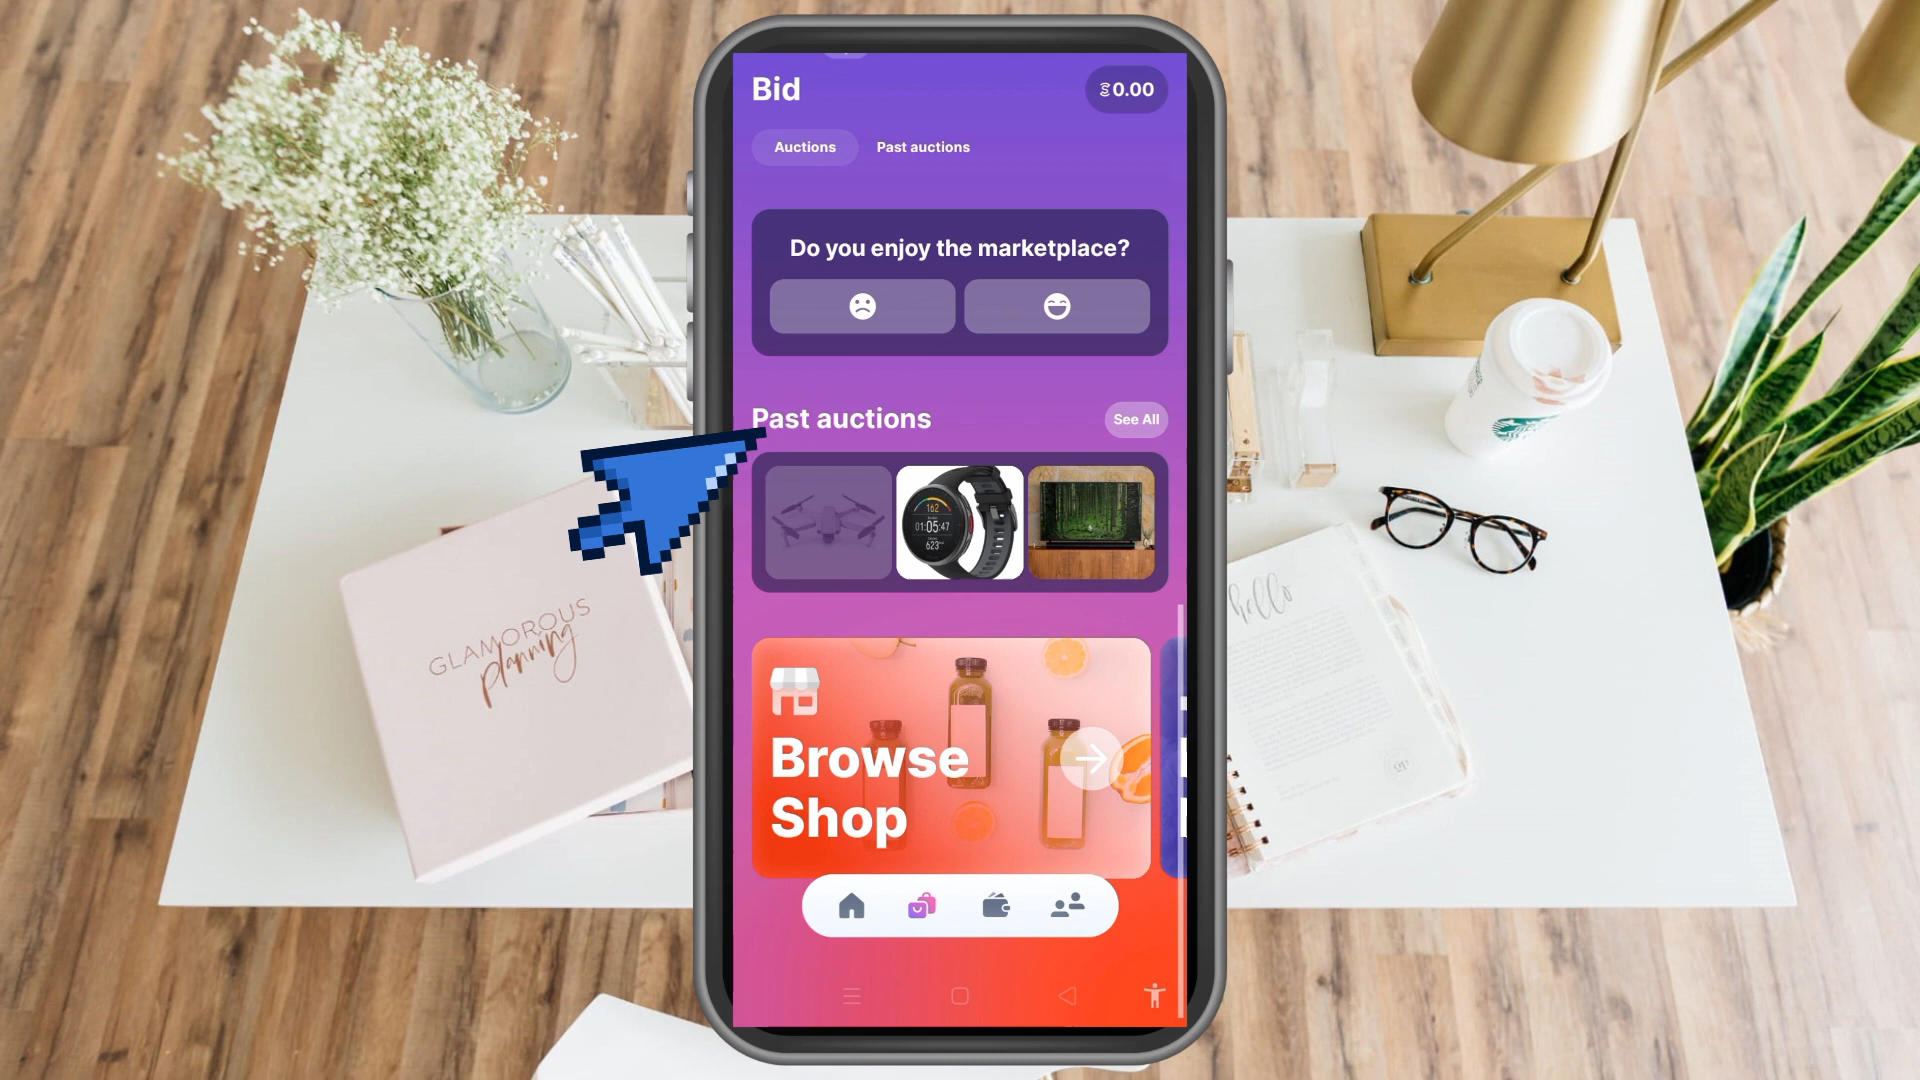 Bid
0.00
Auctions
Past auctions
Do you enjoy the marketplace?
Past auctions
See All
162
01:05:47
623
Browse
Shop
GLAMOROUS
planning
hello